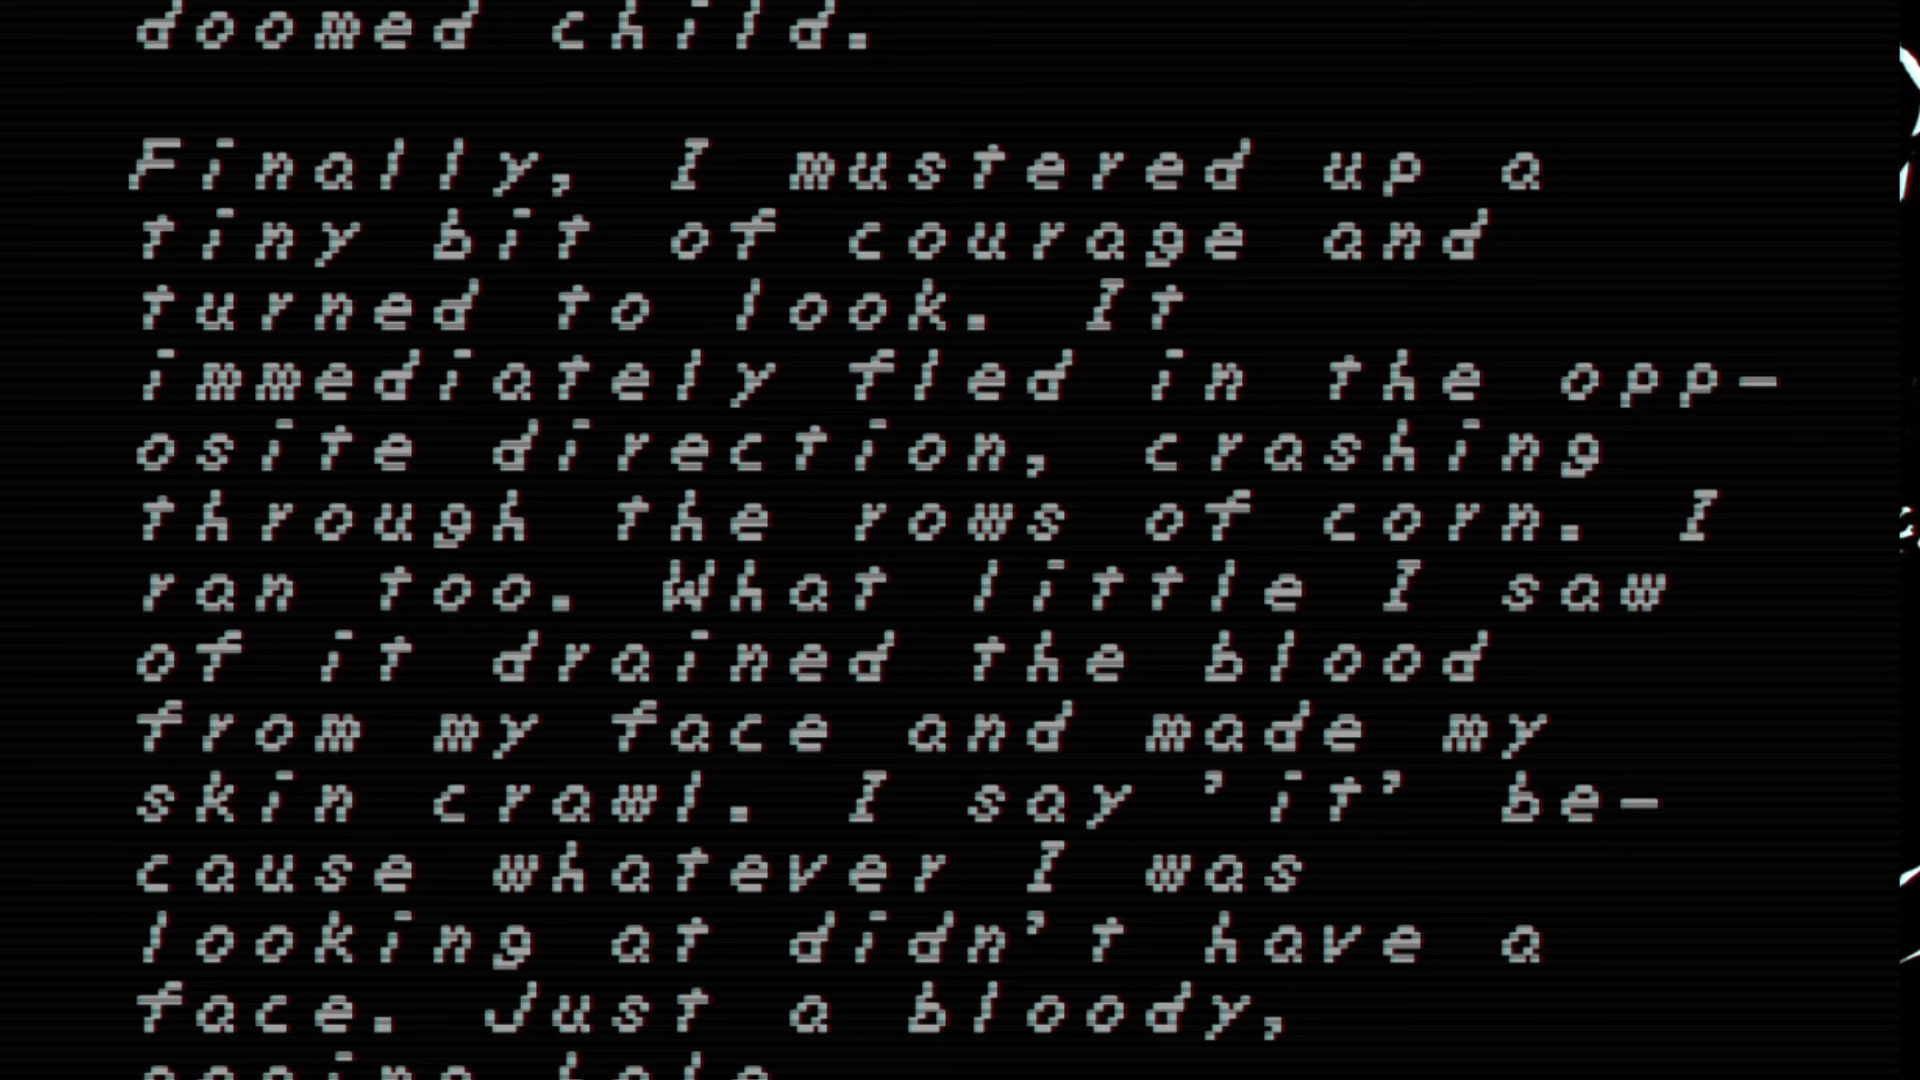 doomed child.
Finally, I mustered up a
tiny bit of courage and
turned to look. It
immediately fled in the opp-
osite direction, crashing
through the rows of corn. I
ran too. What little I saw
of it drained the blood
from my face and made my
skin crawl. I say 'it' be-
cause whatever I was
looking at didn't have a
face. Just a bloody,